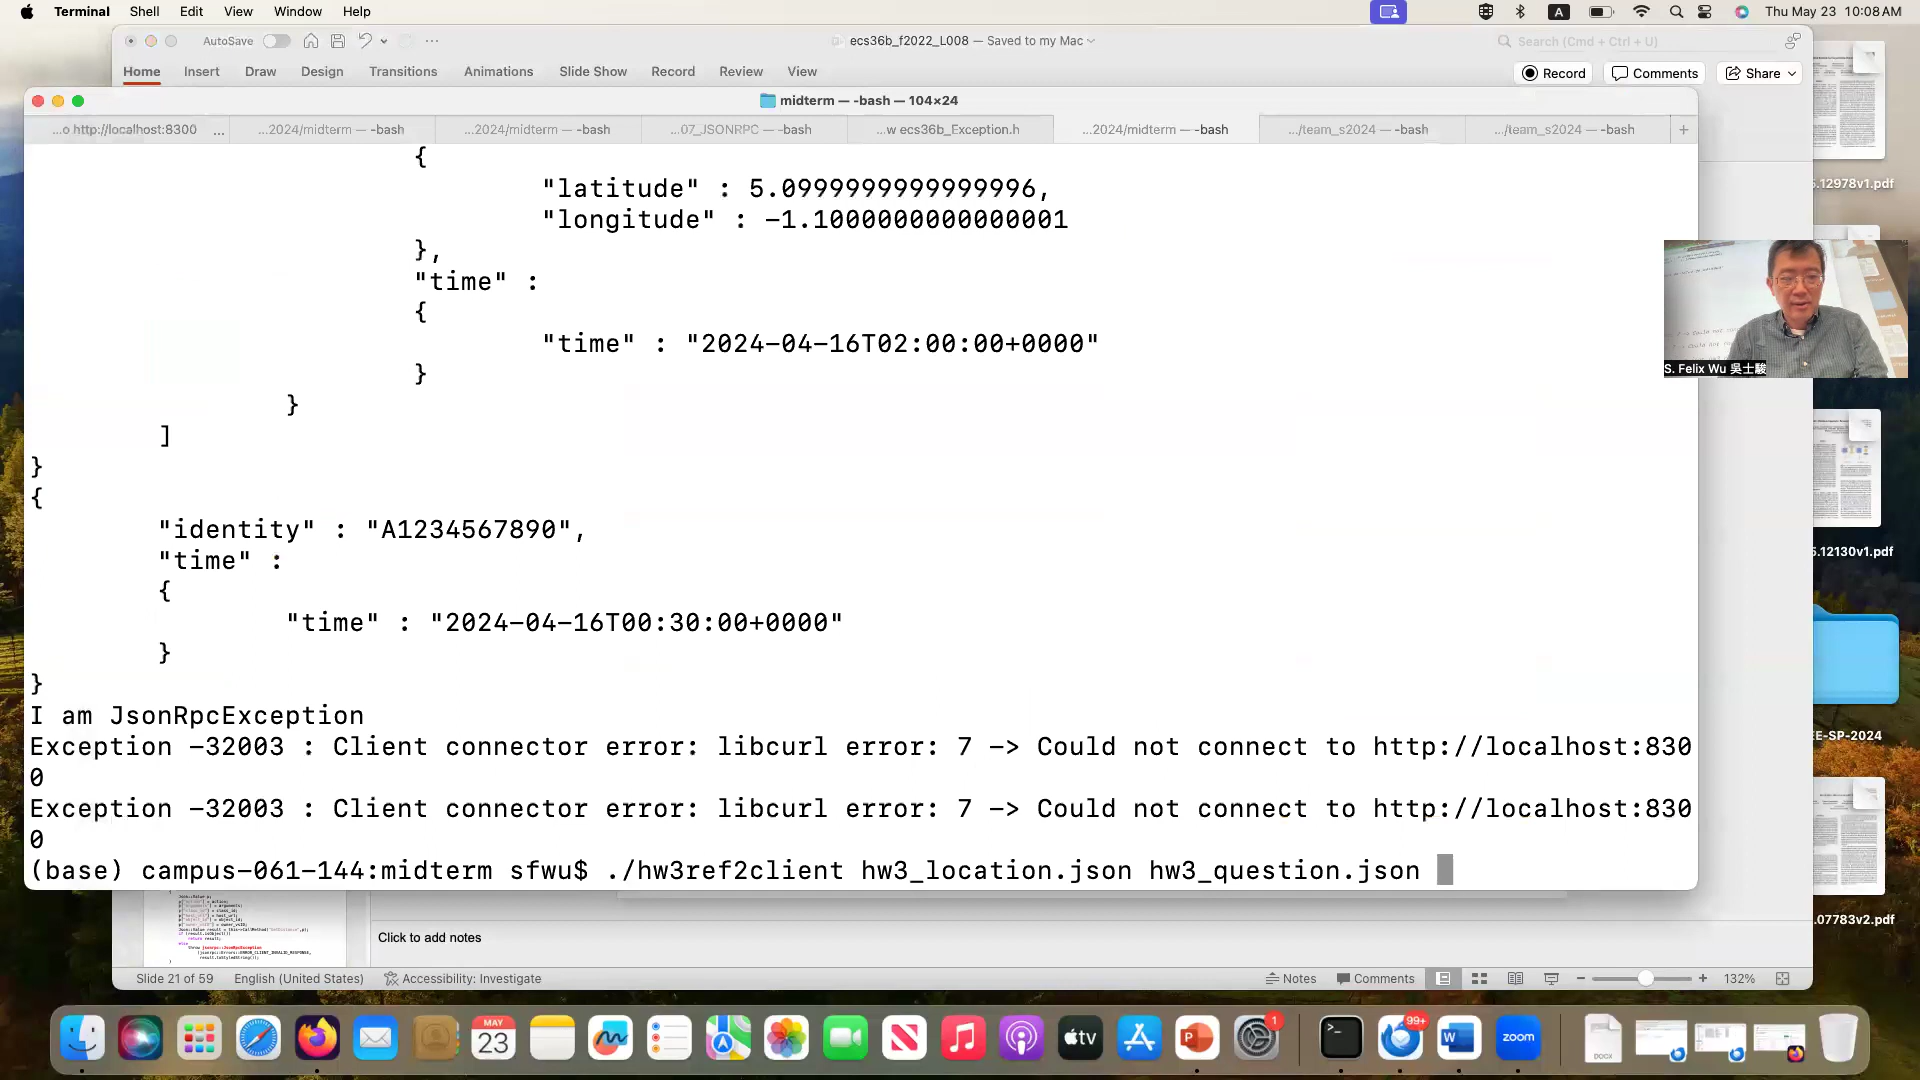 Terminal Shell Edit View Window Help A Thu May 23 10:08 AM
AutoSave ecs36b_f2022_L008 — Saved to my Mac Search (Cmd + Ctrl + U)
Home Insert Draw Design Transitions Animations Slide Show Record Review View Record Comments Share
midterm — -bash — 104×24
...o http://localhost:8300 ... ...2024/midterm — -bash ...2024/midterm — -bash ...07_JSONRPC — -bash ...w ecs36b_Exception.h ...2024/midterm — -bash .../team_s2024 — -bash .../team_s2024 — -bash +
{
"latitude" : 5.0999999999999996,
"longitude" : -1.1000000000000001
},
"time" :
{
"time" : "2024-04-16T02:00:00+0000"
}
}
]
}
{
"identity" : "A1234567890",
"time" :
{
"time" : "2024-04-16T00:30:00+0000"
}
}
I am JsonRpcException
Exception -32003 : Client connector error: libcurl error: 7 -> Could not connect to http://localhost:830
0
Exception -32003 : Client connector error: libcurl error: 7 -> Could not connect to http://localhost:830
0
(base) campus-061-144:midterm sfwu$ ./hw3ref2client hw3_location.json hw3_question.json
S. Felix Wu 吳士駿
5.12978v1.pdf
5.12130v1.pdf
EE-SP-2024
.07783v2.pdf
Click to add notes
Slide 21 of 59 English (United States) Accessibility: Investigate Notes Comments 132%
MAY
23
tv
1
99+
zoom
DOCX